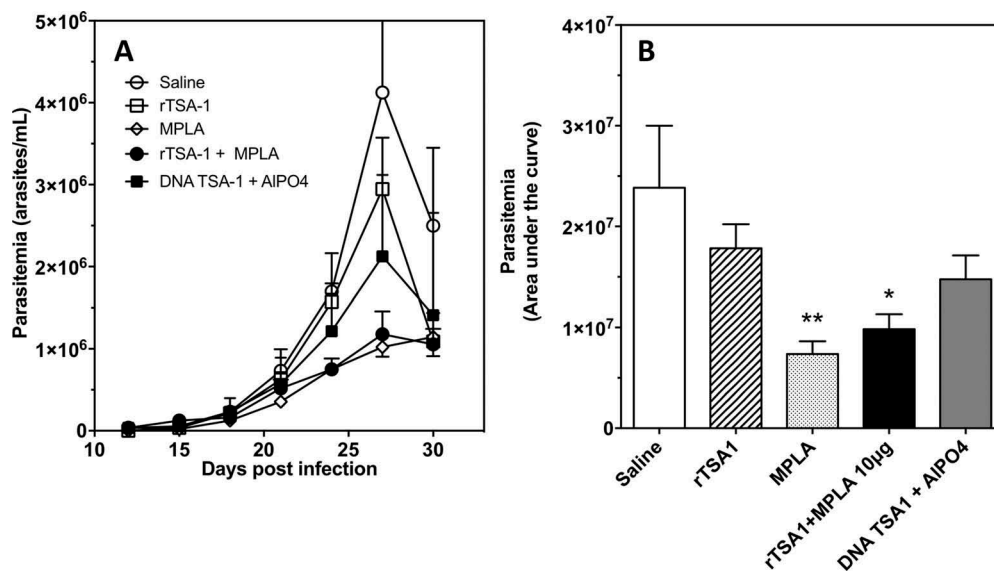 A
Parasitemia (arasites/mL)
5×10⁶
4×10⁶
3×10⁶
2×10⁶
1×10⁶
0
Saline
rTSA-1
MPLA
rTSA-1 + MPLA
DNA TSA-1 + AlPO4
10
15
20
25
30
Days post infection
B
Parasitemia
(Area under the curve)
4×10⁷
3×10⁷
2×10⁷
1×10⁷
0
**
*
Saline
rTSA1
MPLA
rTSA1+MPLA 10μg
DNA TSA1 + AlPO4